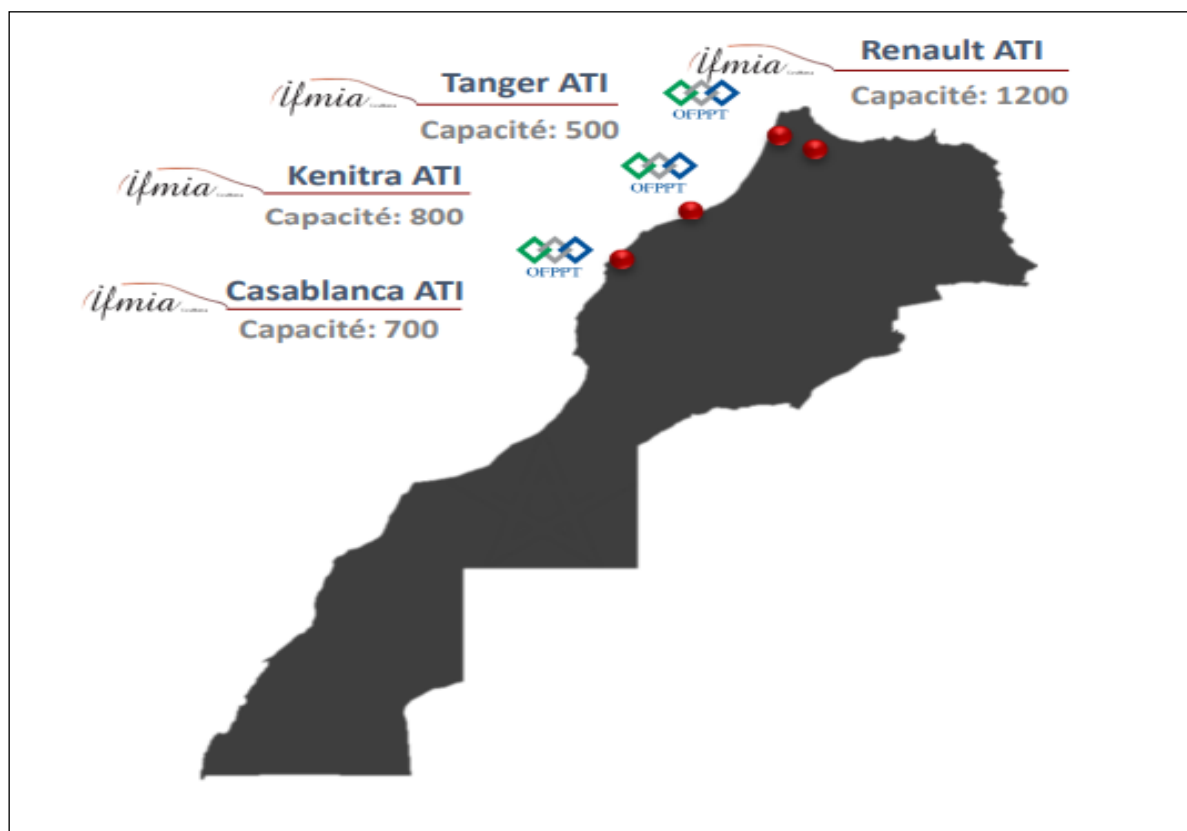 ifmia
Renault ATI
Capacité: 1200
OFPPT
ifmia
Tanger ATI
Capacité: 500
OFPPT
ifmia
Kenitra ATI
Capacité: 800
OFPPT
ifmia
Casablanca ATI
Capacité: 700